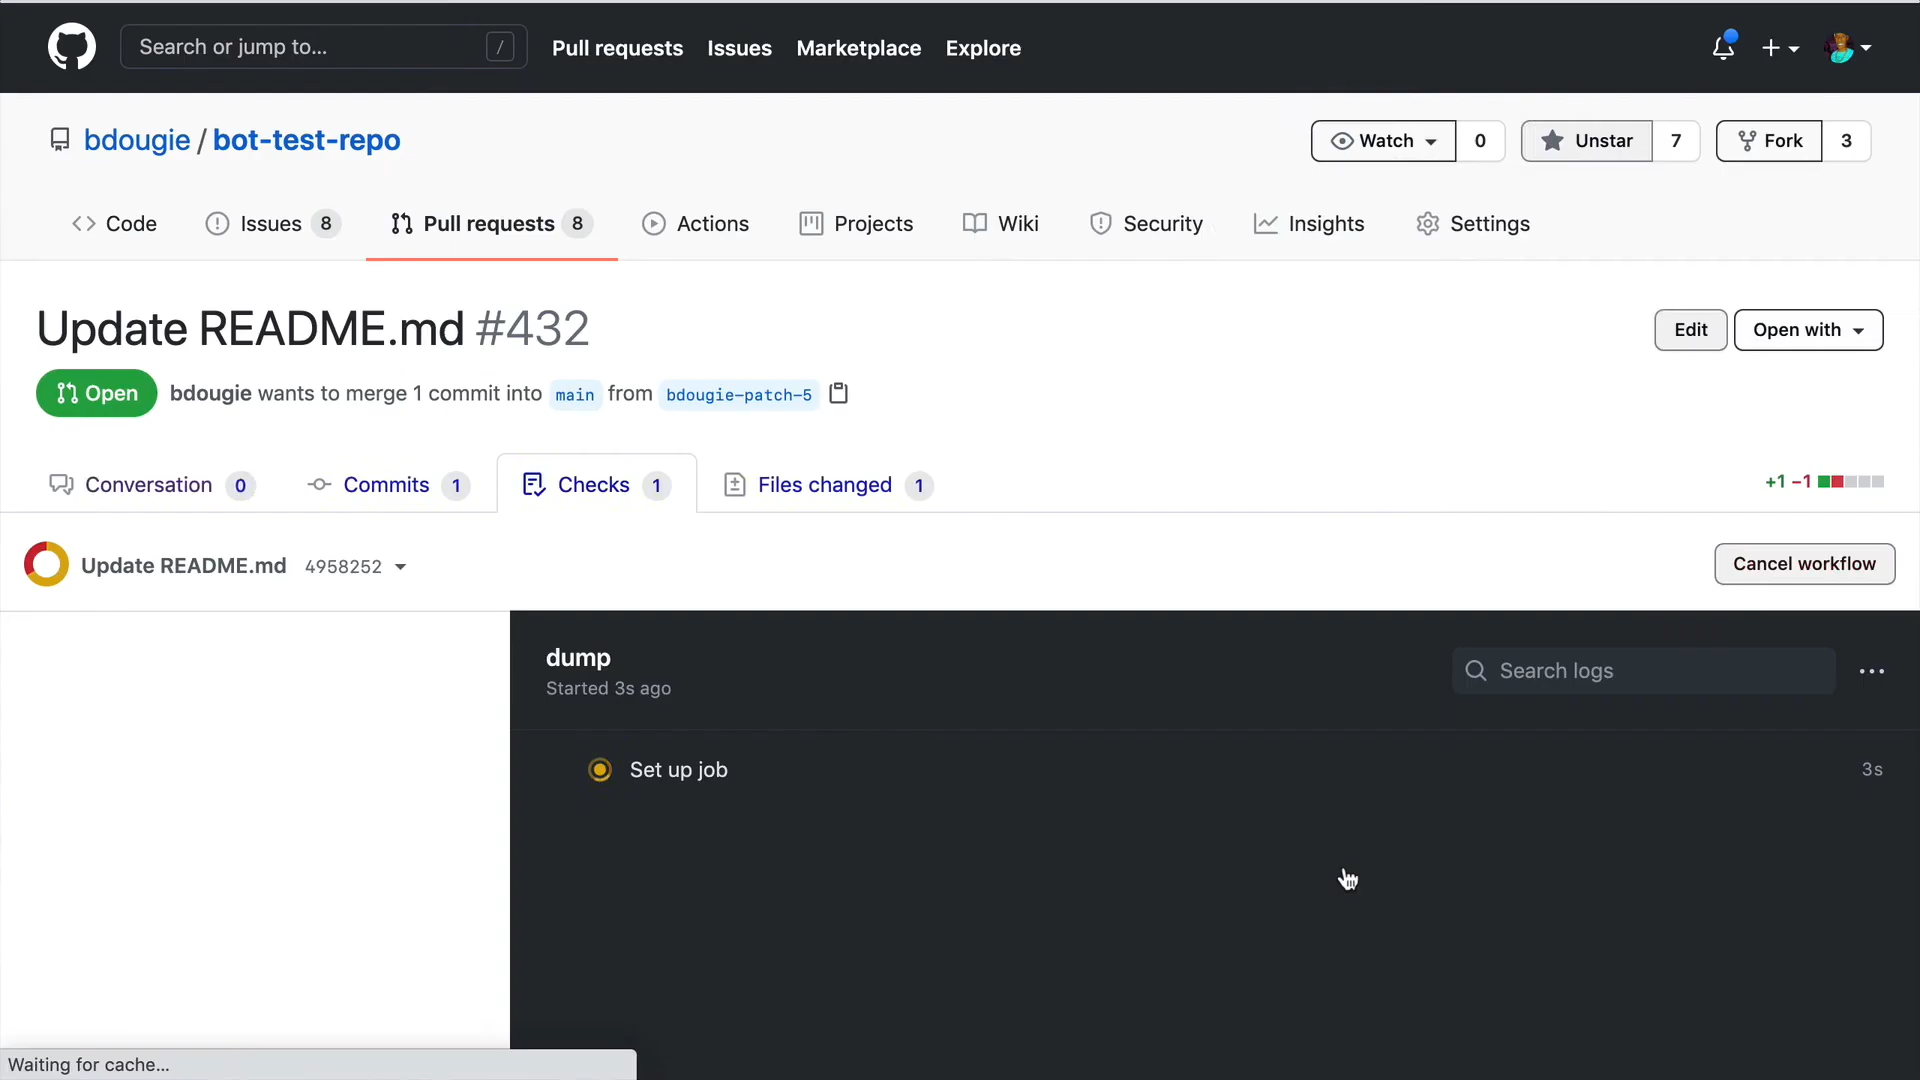 Search or jump to... /
Pull requests Issues Marketplace Explore
bdougie / bot-test-repo
Watch 0 Unstar 7 Fork 3
Code Issues 8 Pull requests 8 Actions Projects Wiki Security Insights Settings
Update README.md #432
Edit Open with
Open bdougie wants to merge 1 commit into main from bdougie-patch-5
Conversation 0 Commits 1 Checks 1 Files changed 1 +1 −1
Update README.md 4958252 Cancel workflow
dump
Started 3s ago
Search logs
Set up job 3s
Waiting for cache...